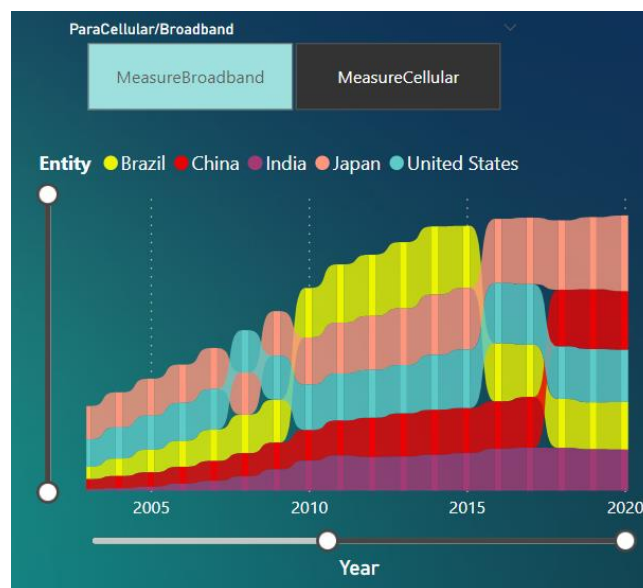 ParaCellular/Broadband
MeasureBroadband MeasureCellular
Entity Brazil China India Japan United States
2005 2010 2015 2020
Year